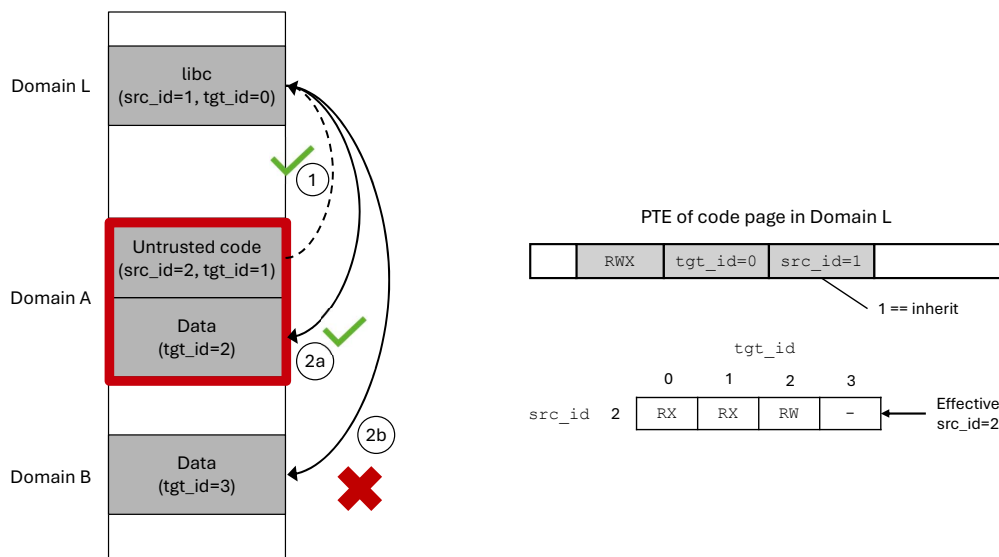 Domain L
libc
(src_id=1, tgt_id=0)
1
Domain A
Untrusted code
(src_id=2, tgt_id=1)
Data
(tgt_id=2)
2a
2b
Domain B
Data
(tgt_id=3)
PTE of code page in Domain L
RWX tgt_id=0 src_id=1
1 == inherit
tgt_id
0 1 2 3
src_id 2 RX RX RW –
Effective
src_id=2